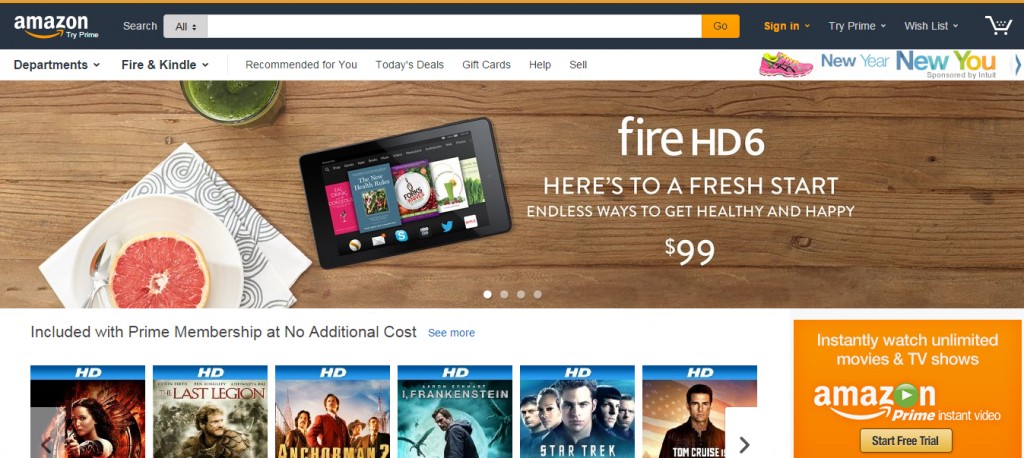 amazon
Try Prime
Search
All
Go
Sign in
Try Prime
Wish List
Departments
Fire & Kindle
Recommended for You
Today's Deals
Gift Cards
Help
Sell
New Year New You
Sponsored by Intuit
fire HD6
HERE'S TO A FRESH START
ENDLESS WAYS TO GET HEALTHY AND HAPPY
$99
The New
Health Rules
FORKS
Included with Prime Membership at No Additional Cost
See more
HD
HD
HD
HD
HD
HD
LAST LEGION
ANCHORMAN 2
AARON ECKHART
I, FRANKENSTEIN
STAR TREK
TOM CRUISE IS
Instantly watch unlimited
movies & TV shows
amazon
Prime instant video
Start Free Trial